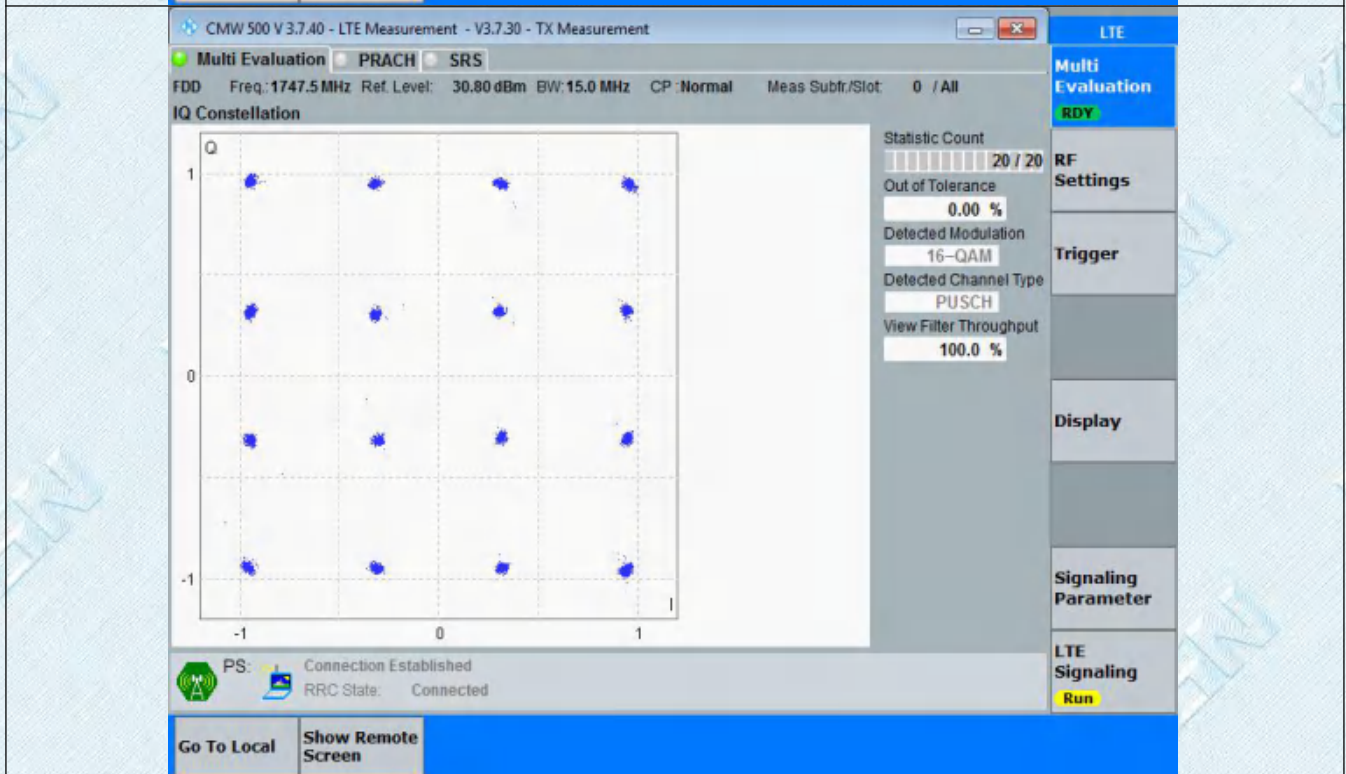 CMW 500 V 3.7.40 - LTE Measurement - V3.7.30 - TX Measurement
LTE
Multi Evaluation PRACH SRS
FDD Freq.: 1747.5 MHz Ref. Level: 30.80 dBm BW: 15.0 MHz CP : Normal Meas Subfr./Slot: 0 / All
IQ Constellation
Q
1
0
-1
I
-1 0 1
Statistic Count
20 / 20
Out of Tolerance
0.00 %
Detected Modulation
16-QAM
Detected Channel Type
PUSCH
View Filter Throughput
100.0 %
Multi
Evaluation
RDY
RF
Settings
Trigger
Display
Signaling
Parameter
LTE
Signaling
Run
PS: Connection Established
RRC State: Connected
Go To Local
Show Remote
Screen